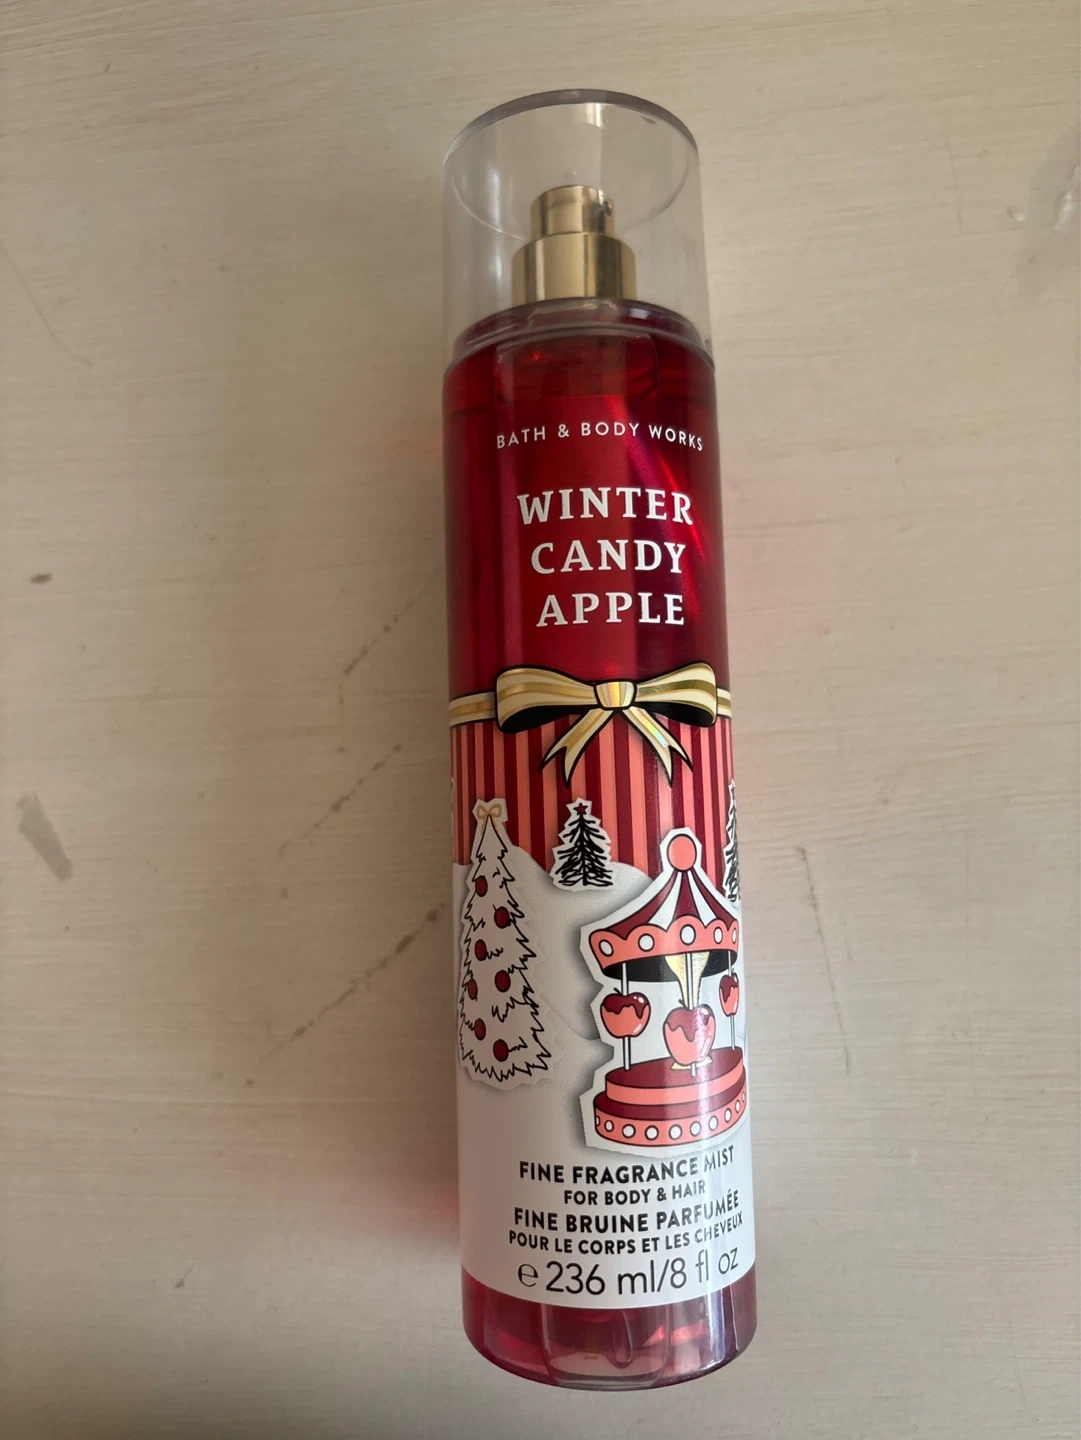 BATH & BODY WORKS
WINTER
CANDY
APPLE
FINE FRAGRANCE MIST
FOR BODY & HAIR
FINE BRUINE PARFUMÉE
POUR LE CORPS ET LES CHEVEUX
℮ 236 ml/8 fl oz